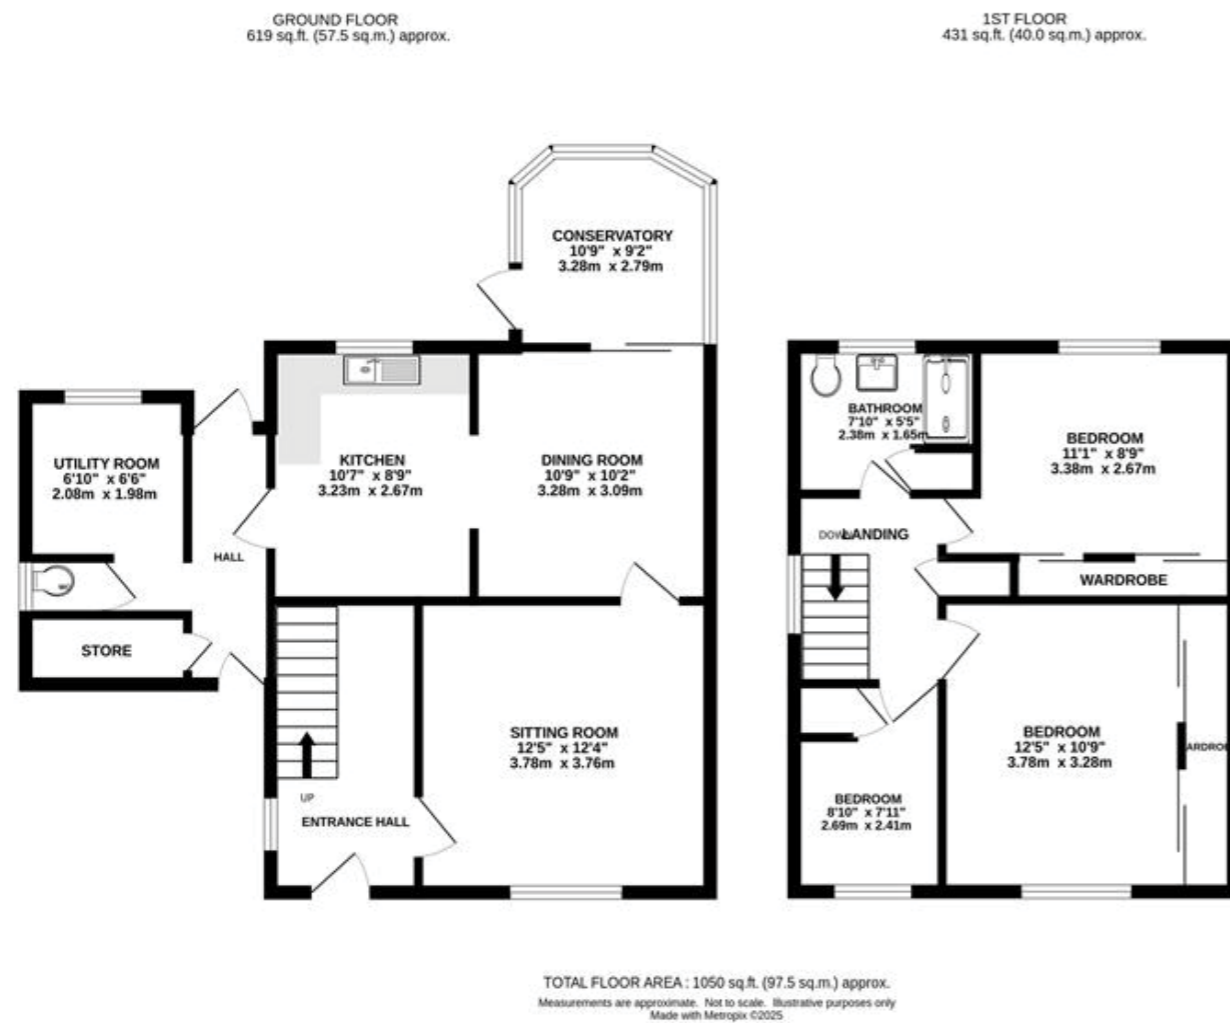 GROUND FLOOR
619 sq.ft. (57.5 sq.m.) approx.
1ST FLOOR
431 sq.ft. (40.0 sq.m.) approx.
CONSERVATORY
10'9" x 9'2"
3.28m x 2.79m
UTILITY ROOM
6'10" x 6'6"
2.08m x 1.98m
KITCHEN
10'7" x 8'9"
3.23m x 2.67m
DINING ROOM
10'9" x 10'2"
3.28m x 3.09m
HALL
STORE
SITTING ROOM
12'5" x 12'4"
3.78m x 3.76m
UP
ENTRANCE HALL
BATHROOM
7'10" x 5'5"
2.38m x 1.65m
BEDROOM
11'1" x 8'9"
3.38m x 2.67m
DOWN
LANDING
WARDROBE
BEDROOM
12'5" x 10'9"
3.78m x 3.28m
ARDROB
BEDROOM
8'10" x 7'11"
2.69m x 2.41m
TOTAL FLOOR AREA : 1050 sq.ft. (97.5 sq.m.) approx.
Measurements are approximate. Not to scale. Illustrative purposes only
Made with Metropix ©2025